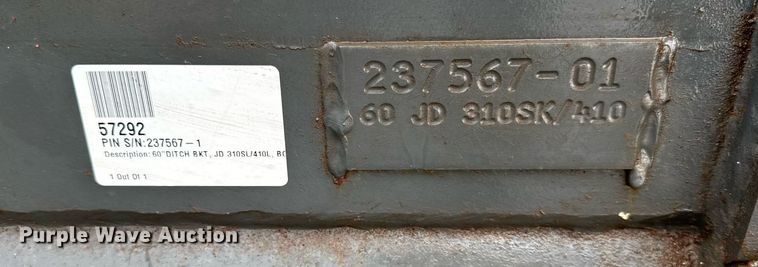 57292
PIN S/N:237567-1
Description: 60"DITCH BKT, JD 310SL/410L, BO
1 Out Of 1
237567-01
60 JD 310SK/410
Purple Wave Auction